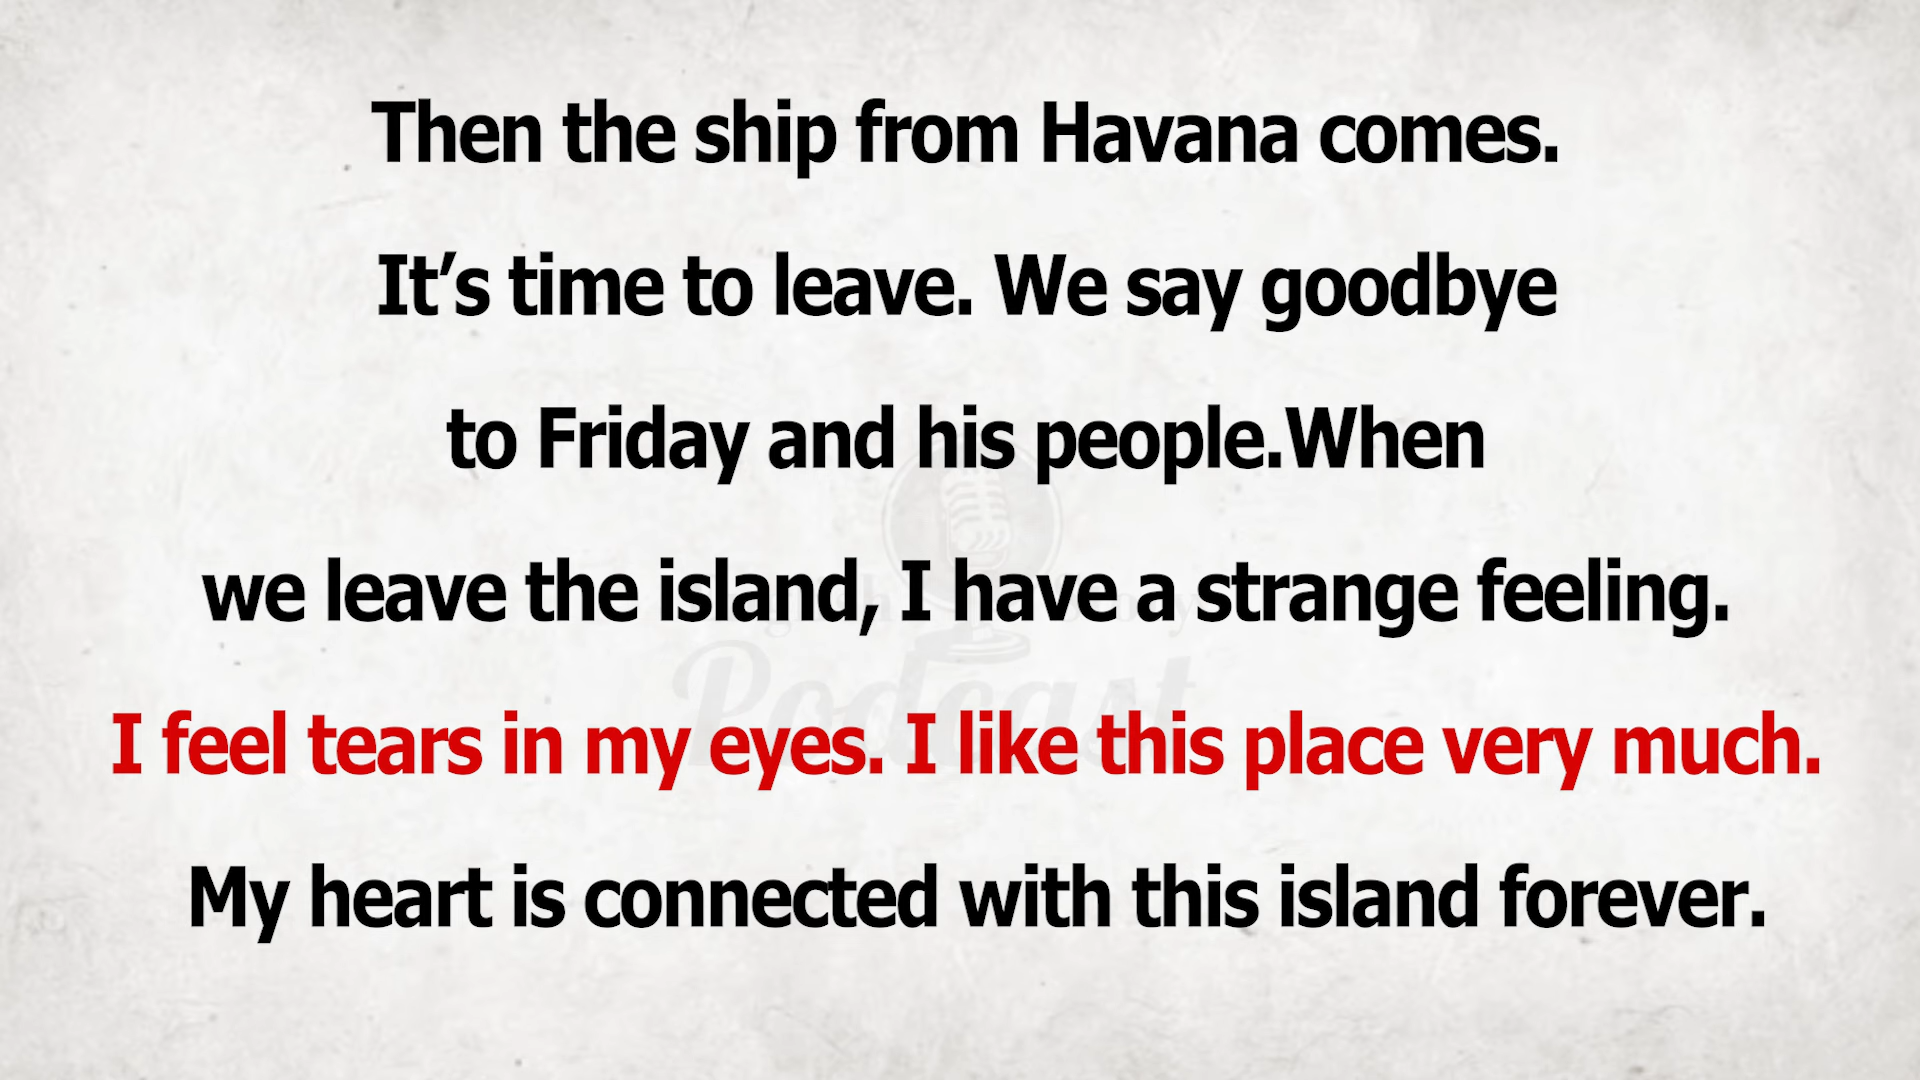 Then the ship from Havana comes.
It’s time to leave. We say goodbye
to Friday and his people.When
we leave the island, I have a strange feeling.
I feel tears in my eyes. I like this place very much.
My heart is connected with this island forever.
Podcast